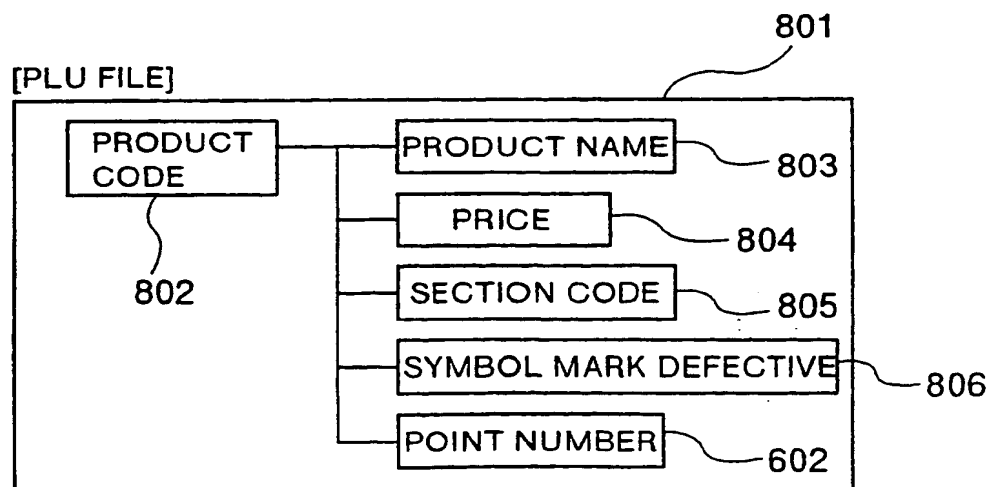 801
[PLU FILE]
PRODUCT
CODE
802
PRODUCT NAME
803
PRICE
804
SECTION CODE
805
SYMBOL MARK DEFECTIVE
806
POINT NUMBER
602